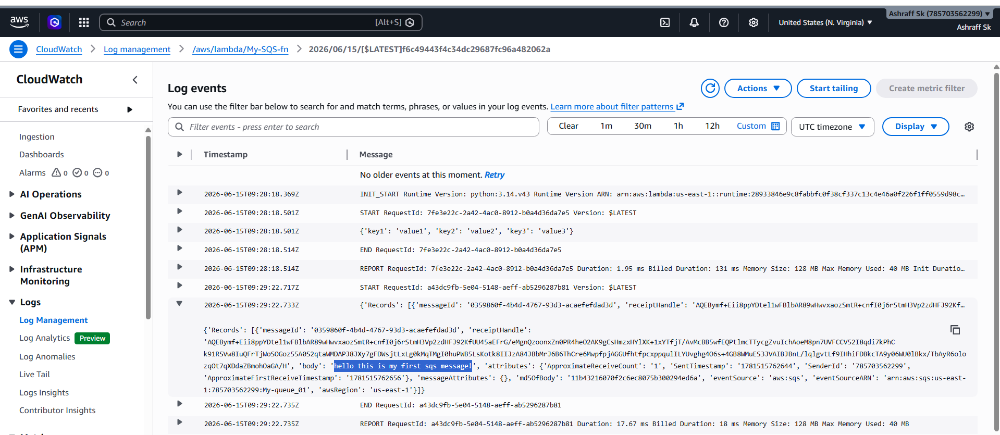 aws
Search [Alt+S]
United States (N. Virginia)
Ashraff Sk (785703562299)
Ashraff Sk
CloudWatch
Log management
/aws/lambda/My-SQS-fn
2026/06/15/[$LATEST]f6c49443f4c34dc29687fc96a482062a
CloudWatch
Favorites and recents
Ingestion
Dashboards
Alarms 0 0 0
AI Operations
GenAI Observability
Application Signals
(APM)
Infrastructure
Monitoring
Logs
Log Management
Log Analytics Preview
Log Anomalies
Live Tail
Logs Insights
Contributor Insights
Log events
Actions
Start tailing
Create metric filter
You can use the filter bar below to search for and match terms, phrases, or values in your log events. Learn more about filter patterns
Filter events - press enter to search
Clear 1m 30m 1h 12h Custom
UTC timezone
Display
Timestamp Message
No older events at this moment. Retry
2026-06-15T09:28:18.369Z INIT_START Runtime Version: python:3.14.v43 Runtime Version ARN: arn:aws:lambda:us-east-1::runtime:28933846e9c8fabbfc0f38cf337c13c4e46a0f226f1ff0559d98c…
2026-06-15T09:28:18.501Z START RequestId: 7fe3e22c-2a42-4ac0-8912-b0a4d36da7e5 Version: $LATEST
2026-06-15T09:28:18.501Z {'key1': 'value1', 'key2': 'value2', 'key3': 'value3'}
2026-06-15T09:28:18.514Z END RequestId: 7fe3e22c-2a42-4ac0-8912-b0a4d36da7e5
2026-06-15T09:28:18.514Z REPORT RequestId: 7fe3e22c-2a42-4ac0-8912-b0a4d36da7e5 Duration: 1.95 ms Billed Duration: 131 ms Memory Size: 128 MB Max Memory Used: 40 MB Init Duratio…
2026-06-15T09:29:22.717Z START RequestId: a43dc9fb-5e04-5148-aeff-ab5296287b81 Version: $LATEST
2026-06-15T09:29:22.733Z {'Records': [{'messageId': '0359860f-4b4d-4767-93d3-acaefefdad3d', 'receiptHandle': 'AQEBymf+Eii8ppYDtel1wFBlbAR89wHwvxaozSmtR+cnfI0j6rStmH3Vp2zdHFJ92Kf…
{'Records': [{'messageId': '0359860f-4b4d-4767-93d3-acaefefdad3d', 'receiptHandle':
'AQEBymf+Eii8ppYDtel1wFBlbAR89wHwvxaozSmtR+cnfI0j6rStmH3Vp2zdHFJ92KfUU45aEFrG/eMgnQzoonxZn0PR4heO2AK9gCsHmzxHYlXK+1xYTfjT/AvMcBB5wfEQPtlmcTTycgZvuIchAoeM8pn7UVFCCV52I8qdi7kPhC
k91RSVw8IuQFrTjWoSOGoz55A0S2qtaWMDAPJ8JXy7gFDWsjtLxLg0kMqTMgI0huPWB5LsKotk8IIJzA84JBbMrJ6B6ThCre6MwpfpjAGGUfhtfpcxppqulILYUvghg4O6s+4GB8WMuES3JVAIBJBnL/lqlgvtLf9IHhiFDBkcTA9y06WU0lBkx/TbAyR6olo
zqOt7qXDdaZBmohOaGA/H', 'body': 'hello this is my first sqs message!', 'attributes': {'ApproximateReceiveCount': '1', 'SentTimestamp': '1781515762644', 'SenderId': '785703562299',
'ApproximateFirstReceiveTimestamp': '1781515762656'}, 'messageAttributes': {}, 'md5OfBody': '11b43216070f2c6ec8075b300294ed6a', 'eventSource': 'aws:sqs', 'eventSourceARN': 'arn:aws:sqs:us-east-
1:785703562299:My-queue_01', 'awsRegion': 'us-east-1'}]}
2026-06-15T09:29:22.735Z END RequestId: a43dc9fb-5e04-5148-aeff-ab5296287b81
2026-06-15T09:29:22.735Z REPORT RequestId: a43dc9fb-5e04-5148-aeff-ab5296287b81 Duration: 17.67 ms Billed Duration: 18 ms Memory Size: 128 MB Max Memory Used: 40 MB